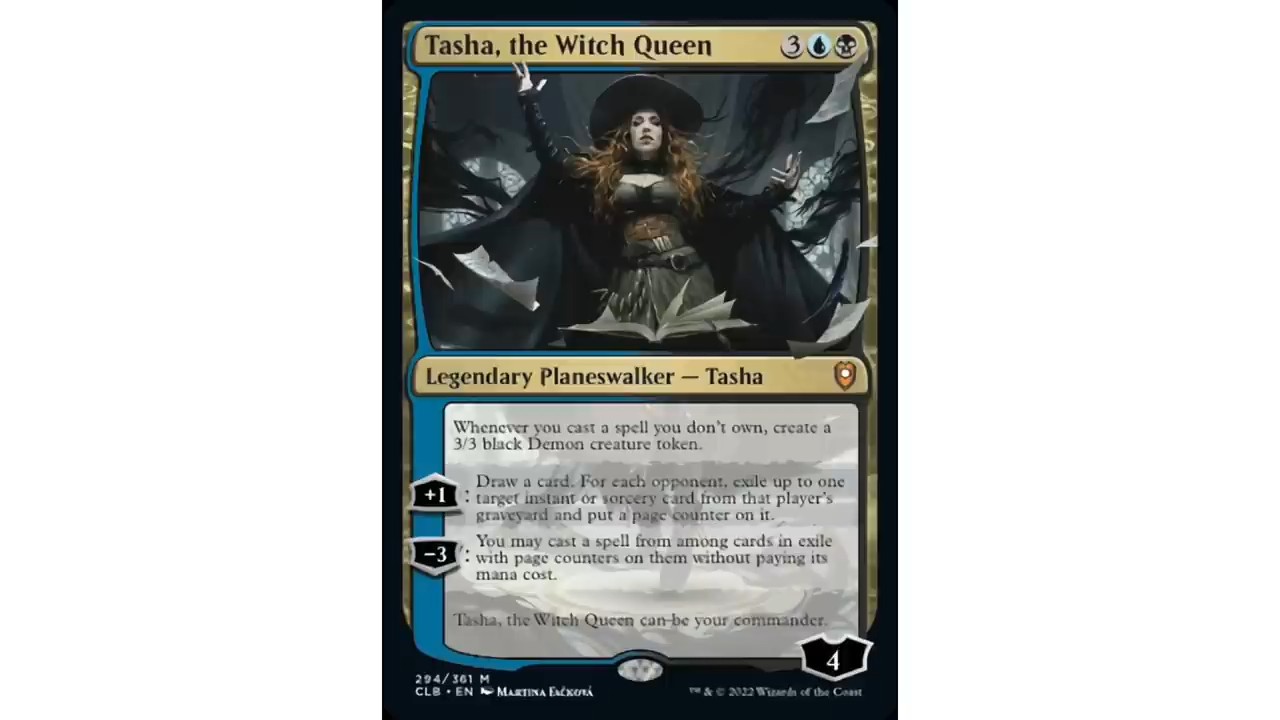 Tasha, the Witch Queen 3
Legendary Planeswalker — Tasha
Whenever you cast a spell you don't own, create a
3/3 black Demon creature token.
+1 : Draw a card. For each opponent, exile up to one
target instant or sorcery card from that player's
graveyard and put a page counter on it.
−3 : You may cast a spell from among cards in exile
with page counters on them without paying its
mana cost.
Tasha, the Witch Queen can be your commander.
4
294/361 M
CLB • EN Martina Fačková
™ & © 2022 Wizards of the Coast